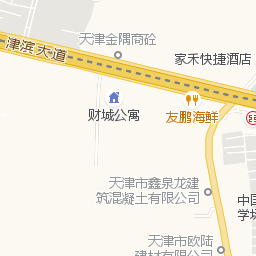 天津金隅商砼
津滨大道
家禾快捷酒店
财城公寓
友鹏海鲜
天津市鑫泉龙建
筑混凝土有限公司
中国
学城
天津市欧陆
建材有限公司